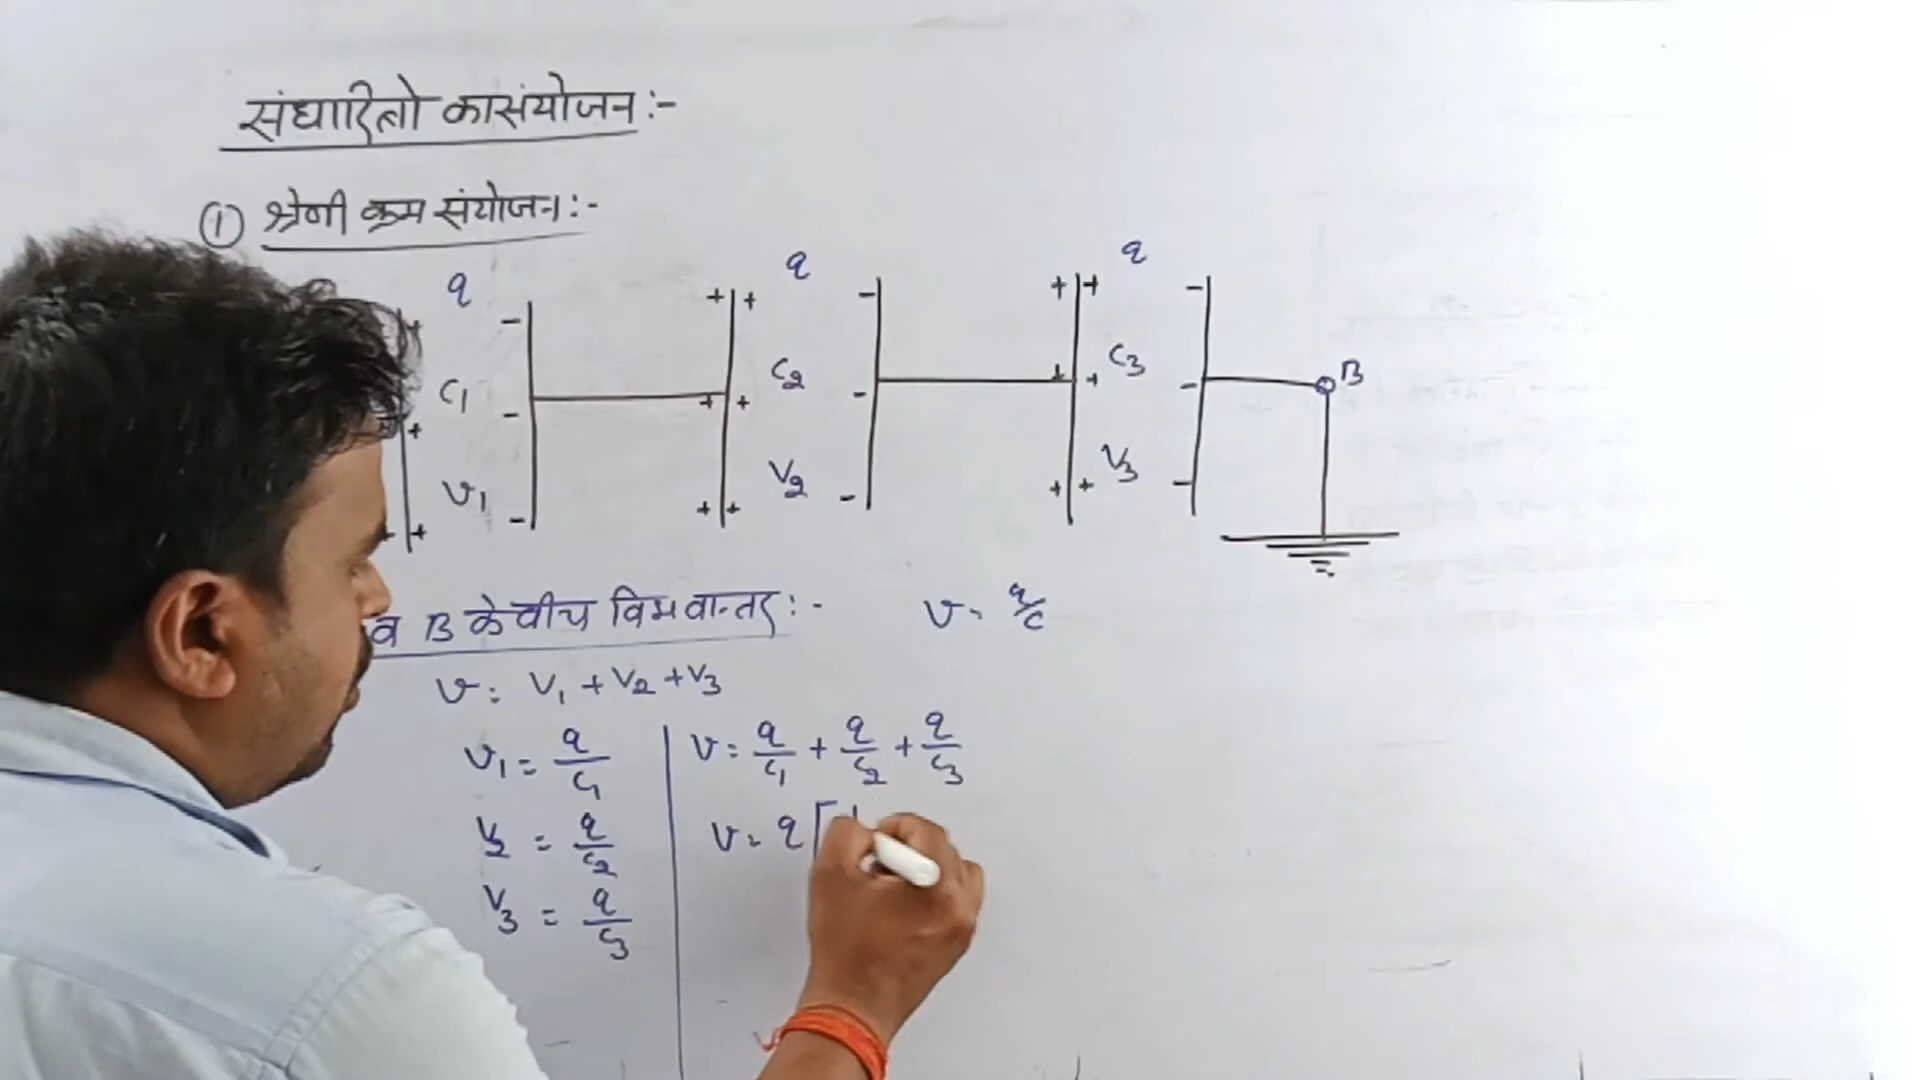 संधारितो का संयोजन :-
① श्रेणी क्रम संयोजन :-
q q q
C1 C2 C3 B
V1 V2 V3
व B के बीच विभवान्तर :- V = q/C
V = V1 + V2 + V3
V1 = q/C1
V2 = q/C2
V3 = q/C3
V = q/C1 + q/C2 + q/C3
V = q [